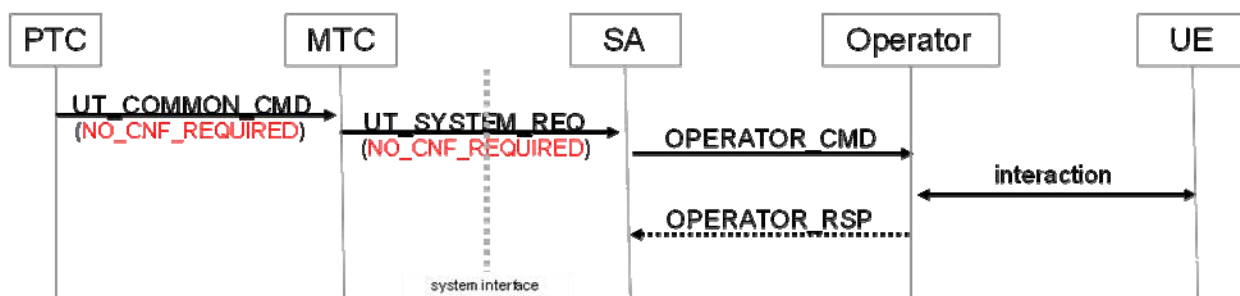 PTC
MTC
SA
Operator
UE
UT_COMMON_CMD
(NO_CNF_REQUIRED)
UT_SYSTEM_REQ
(NO_CNF_REQUIRED)
OPERATOR_CMD
interaction
OPERATOR_RSP
system interface